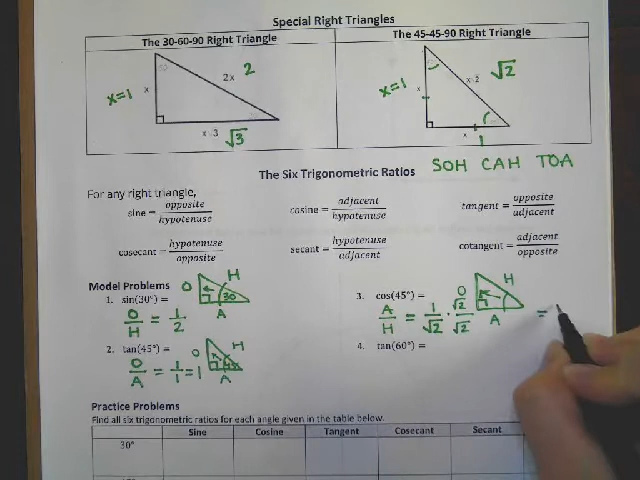 Special Right Triangles
The 30-60-90 Right Triangle
The 45-45-90 Right Triangle
x=1 x 2x 2
x 3 √3
x=1 x x 2 √2
x 1
SOH CAH TOA
The Six Trigonometric Ratios
For any right triangle,
sine = opposite/hypotenuse cosine = adjacent/hypotenuse tangent = opposite/adjacent
cosecant = hypotenuse/opposite secant = hypotenuse/adjacent cotangent = adjacent/opposite
Model Problems
1. sin(30°) = O H 30 A
O/H = 1/2
2. tan(45°) = O H 45 A
O/A = 1/1 = 1
3. cos(45°) = O H A
A/H = 1/√2 · √2/√2 =
4. tan(60°) =
Practice Problems
Find all six trigonometric ratios for each angle given in the table below.
Sine Cosine Tangent Cosecant Secant
30°